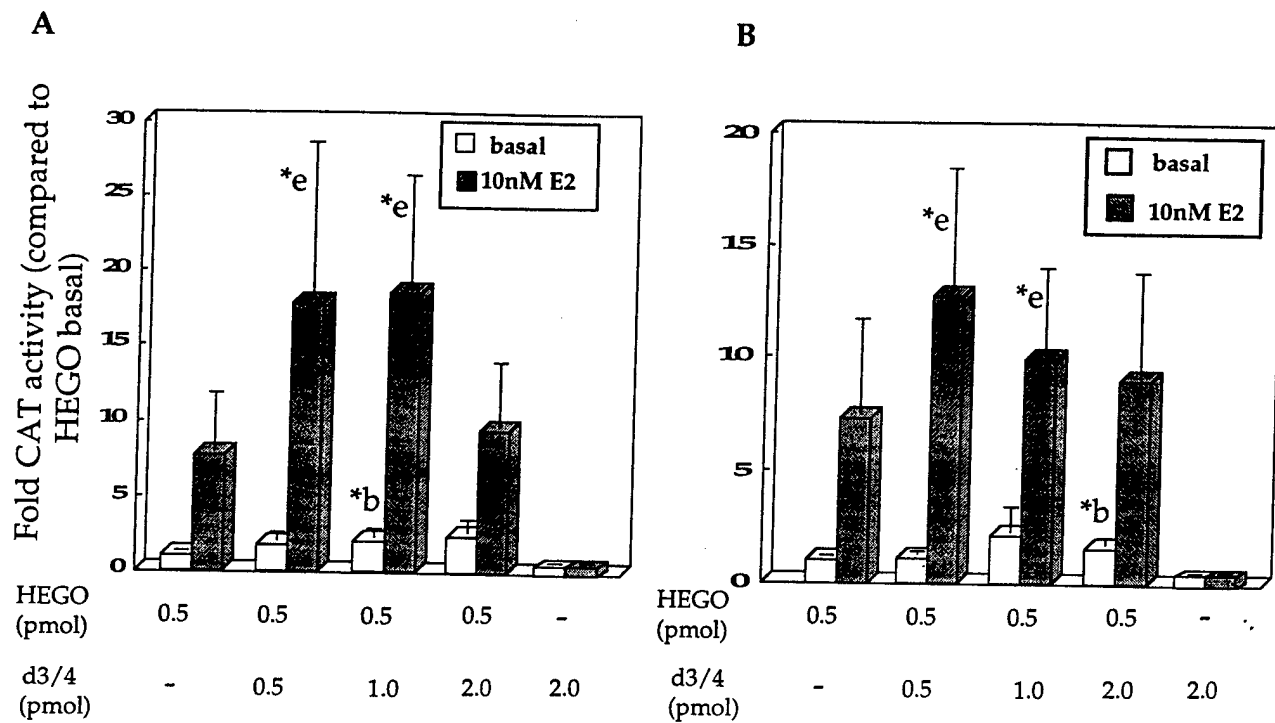 A
Fold CAT activity (compared to
HEGO basal)
30
25
20
15
10
5
0
basal
10nM E2
*e
*e
*b
HEGO
(pmol)
0.5 0.5 0.5 0.5 -
d3/4
(pmol)
- 0.5 1.0 2.0 2.0
B
20
15
10
5
0
basal
10nM E2
*e
*e
*b
HEGO
(pmol)
0.5 0.5 0.5 0.5 -
d3/4
(pmol)
- 0.5 1.0 2.0 2.0